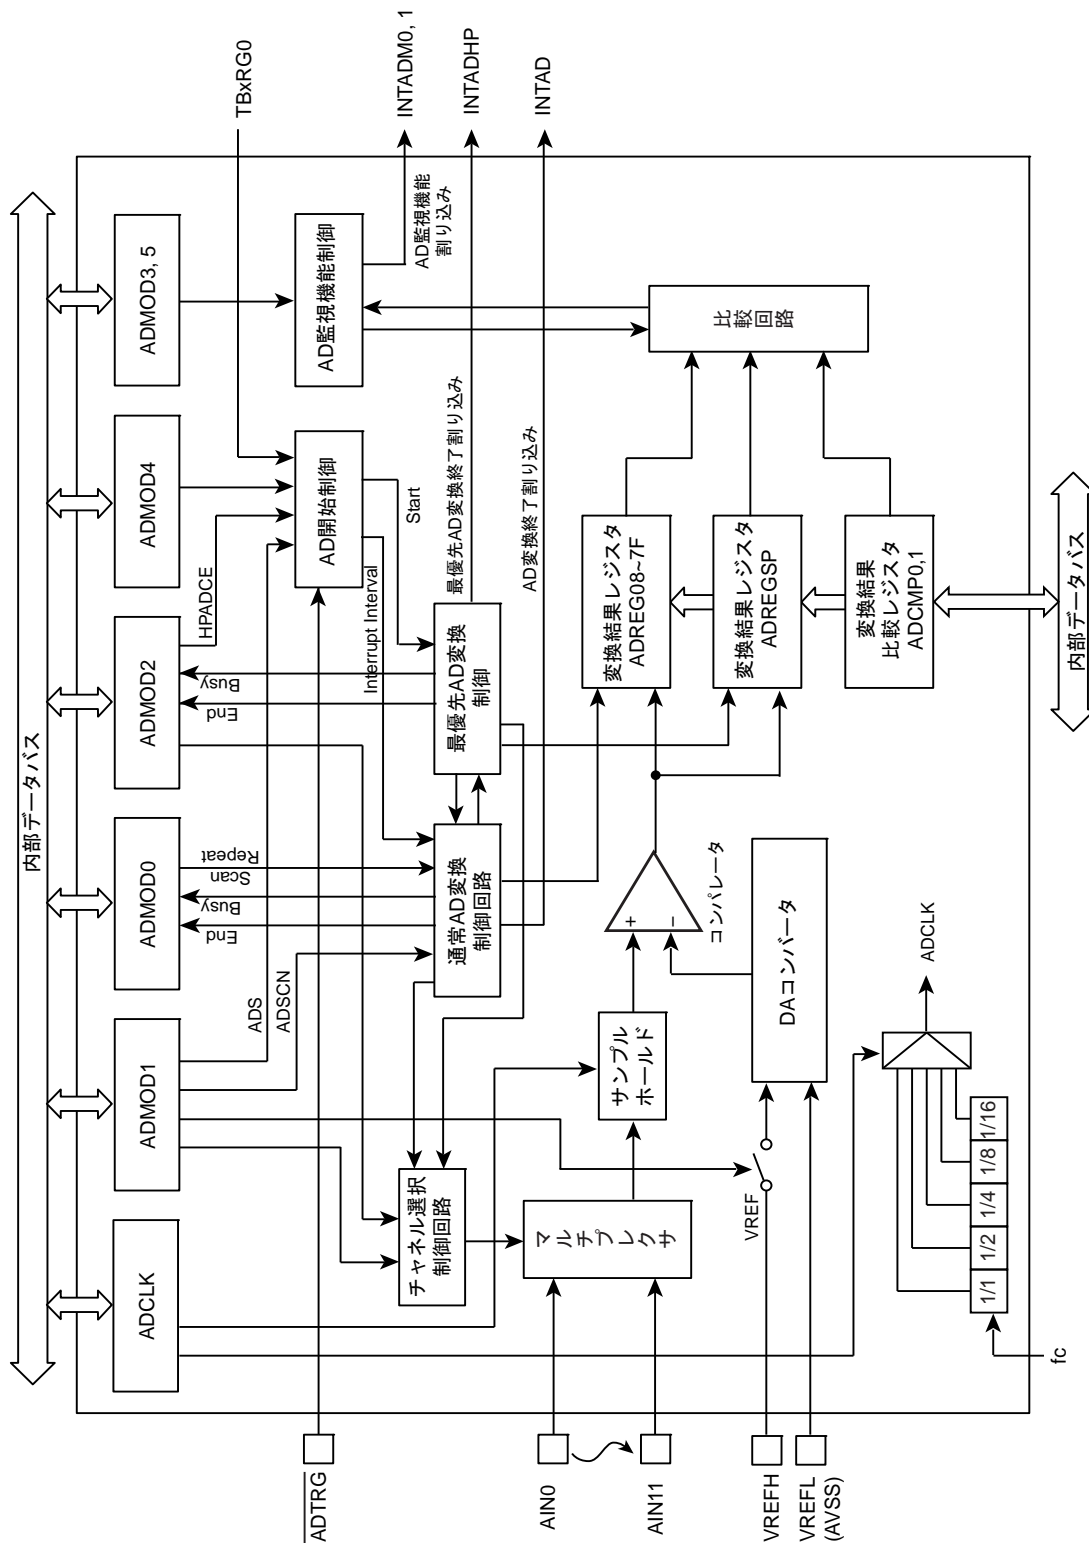 内部データバス
ADCLK
ADMOD1
ADMOD0
ADMOD2
ADMOD4
ADMOD3, 5
TBxRG0
ADS
ADSCN
End
Busy
Scan
Repeat
End
Busy
HPADCE
ADTRG
AD開始制御
AD監視機能制御
INTADM0, 1
AD監視機能
割り込み
Interrupt Interval
Start
チャネル選択
制御回路
通常AD変換
制御回路
最優先AD変換
制御
最優先AD変換終了割り込み
INTADHP
AD変換終了割り込み
INTAD
AIN0
AIN11
マルチプレクサ
サンプル
ホールド
+
−
コンパレータ
変換結果レジスタ
ADREG08~7F
変換結果レジスタ
ADREGSP
変換結果
比較レジスタ
ADCMP0,1
比較回路
VREFH
VREFL
(AVSS)
VREF
DAコンバータ
ADCLK
fc
1/1
1/2
1/4
1/8
1/16
内部データバス